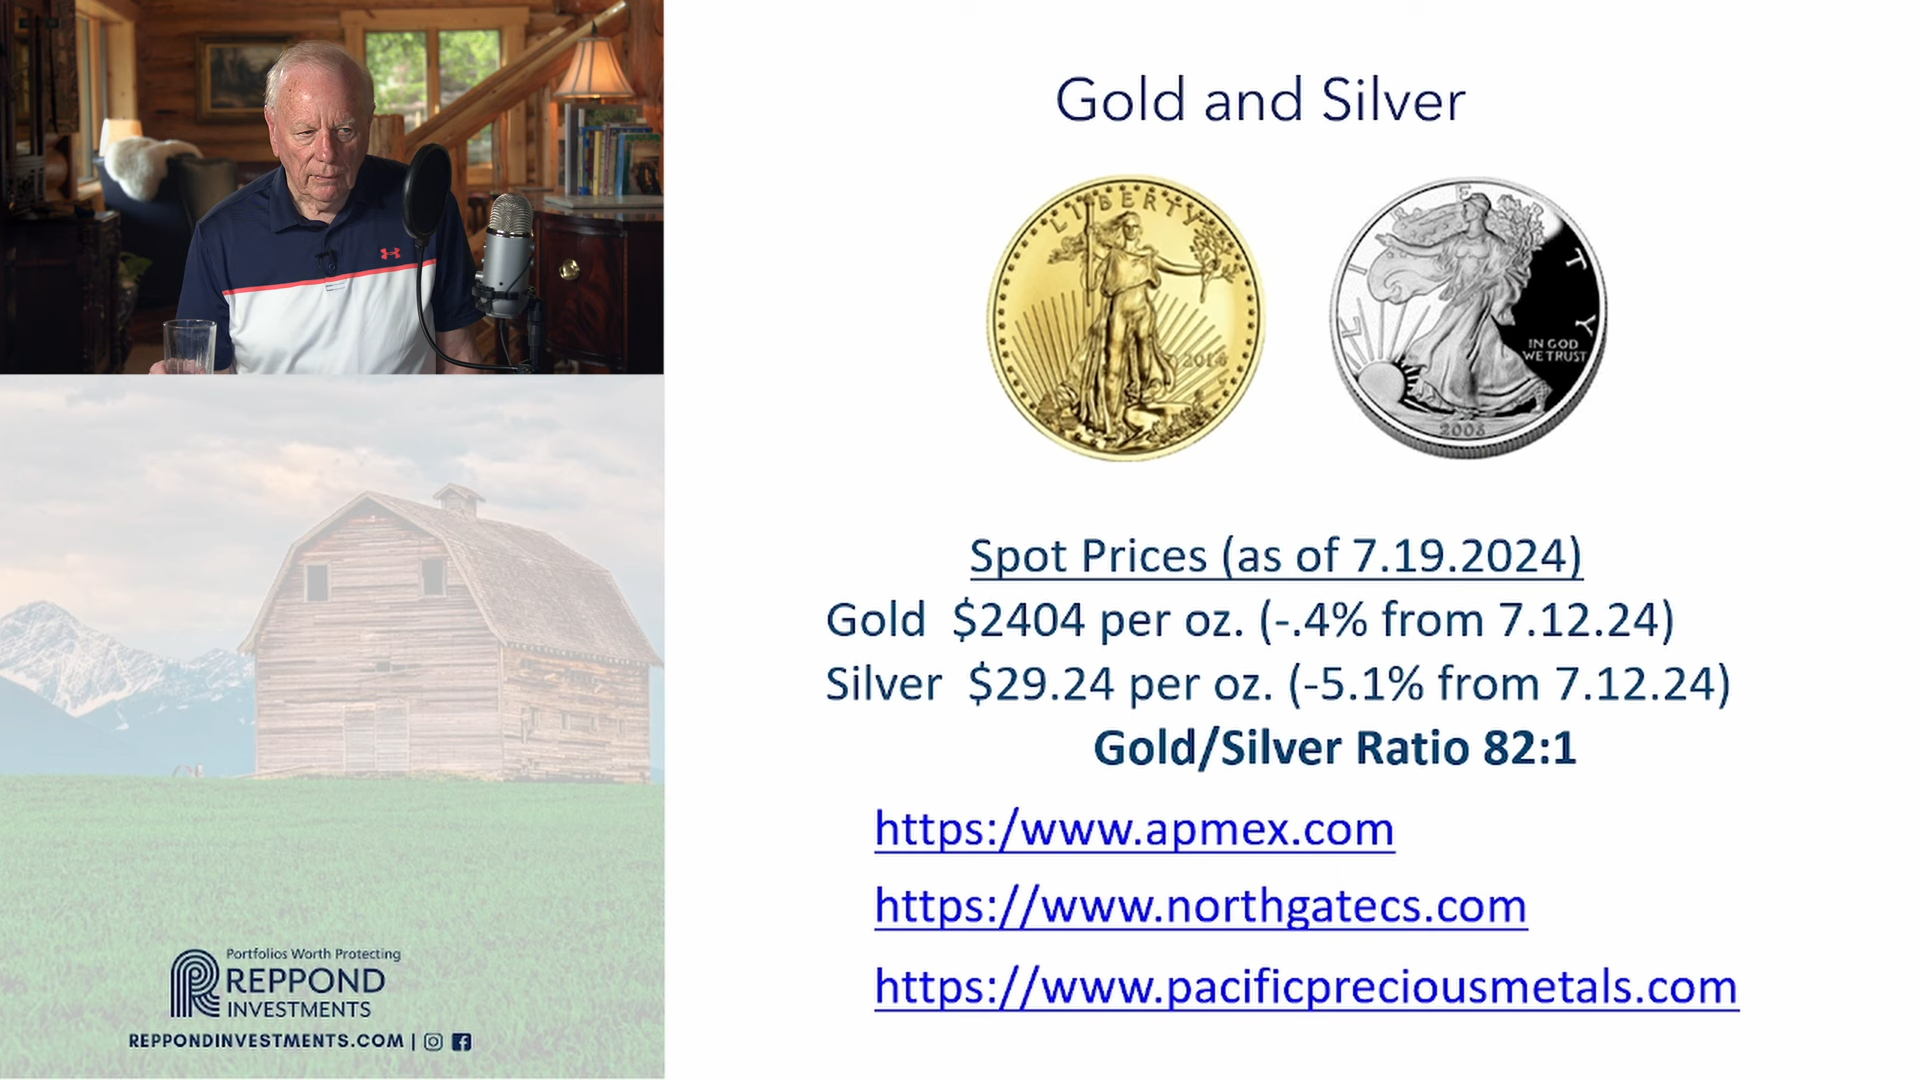 Gold and Silver
LIBERTY
2014
LIBERTY
IN GOD
WE TRUST
Spot Prices (as of 7.19.2024)
Gold $2404 per oz. (-.4% from 7.12.24)
Silver $29.24 per oz. (-5.1% from 7.12.24)
Gold/Silver Ratio 82:1
https:/www.apmex.com
https://www.northgatecs.com
https://www.pacificpreciousmetals.com
Portfolios Worth Protecting
REPPOND
INVESTMENTS
REPPONDINVESTMENTS.COM |